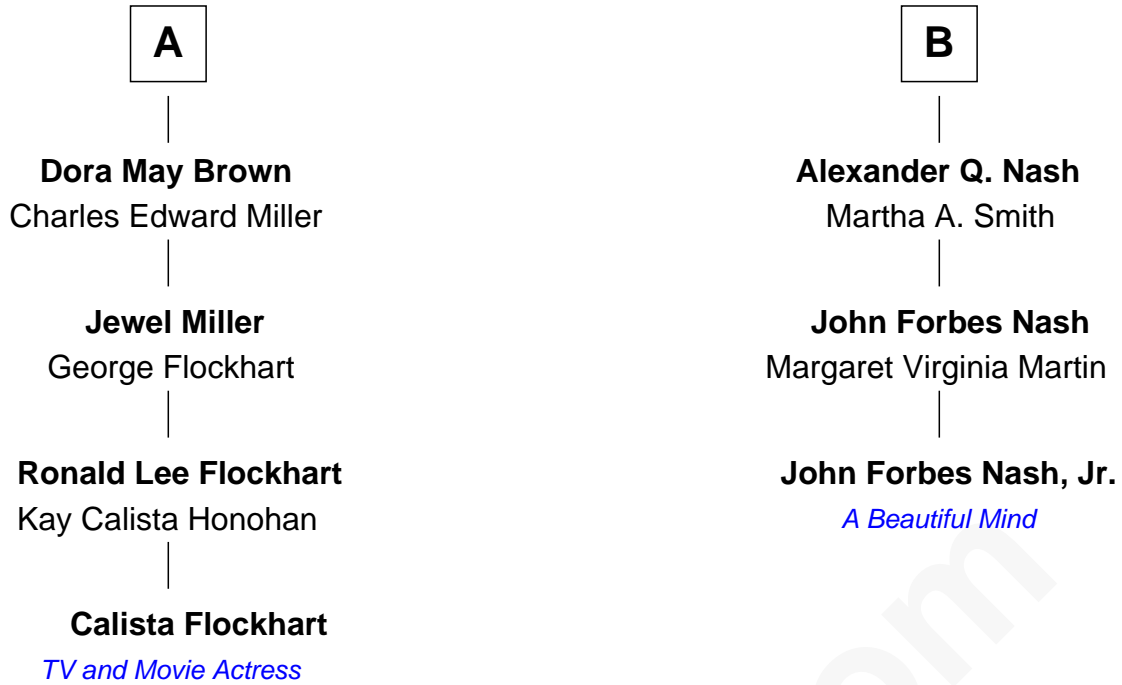 A
Dora May Brown
Charles Edward Miller
Jewel Miller
George Flockhart
Ronald Lee Flockhart
Kay Calista Honohan
Calista Flockhart
TV and Movie Actress
B
Alexander Q. Nash
Martha A. Smith
John Forbes Nash
Margaret Virginia Martin
John Forbes Nash, Jr.
A Beautiful Mind
om